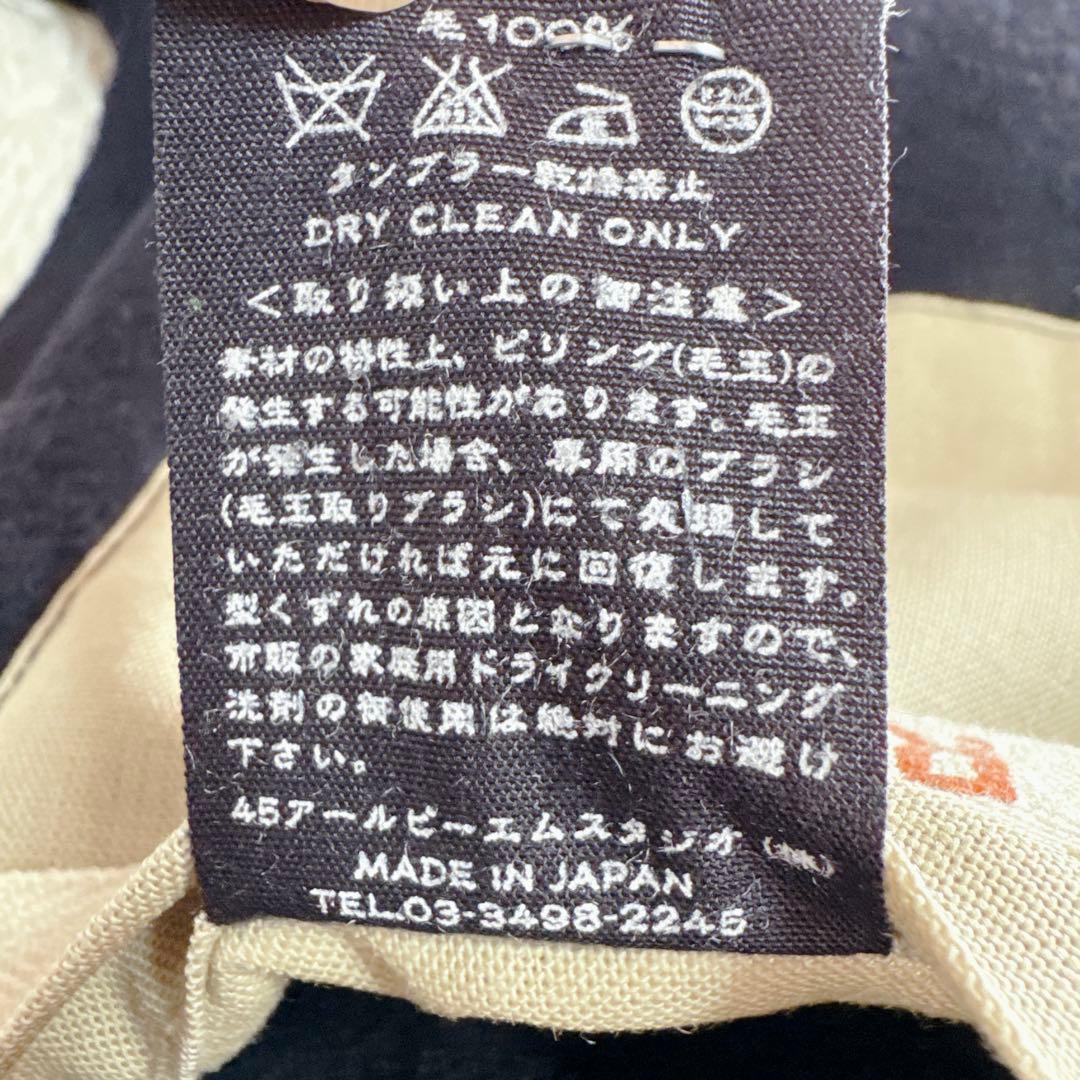 毛100%
タンブラー乾燥禁止
DRY CLEAN ONLY
<取り扱い上の御注意>
素材の特性上、ピリング(毛玉)の
発生する可能性があります。毛玉
が発生した場合、専用のブラシ
(毛玉取りブラシ)にて処理して
いただければ元に回復します。
型くずれの原因となりますので、
市販の家庭用ドライクリーニング
洗剤の御使用は絶対にお避け
下さい。
45アールピーエムスタジオ(株)
MADE IN JAPAN
TEL.03-3498-2245